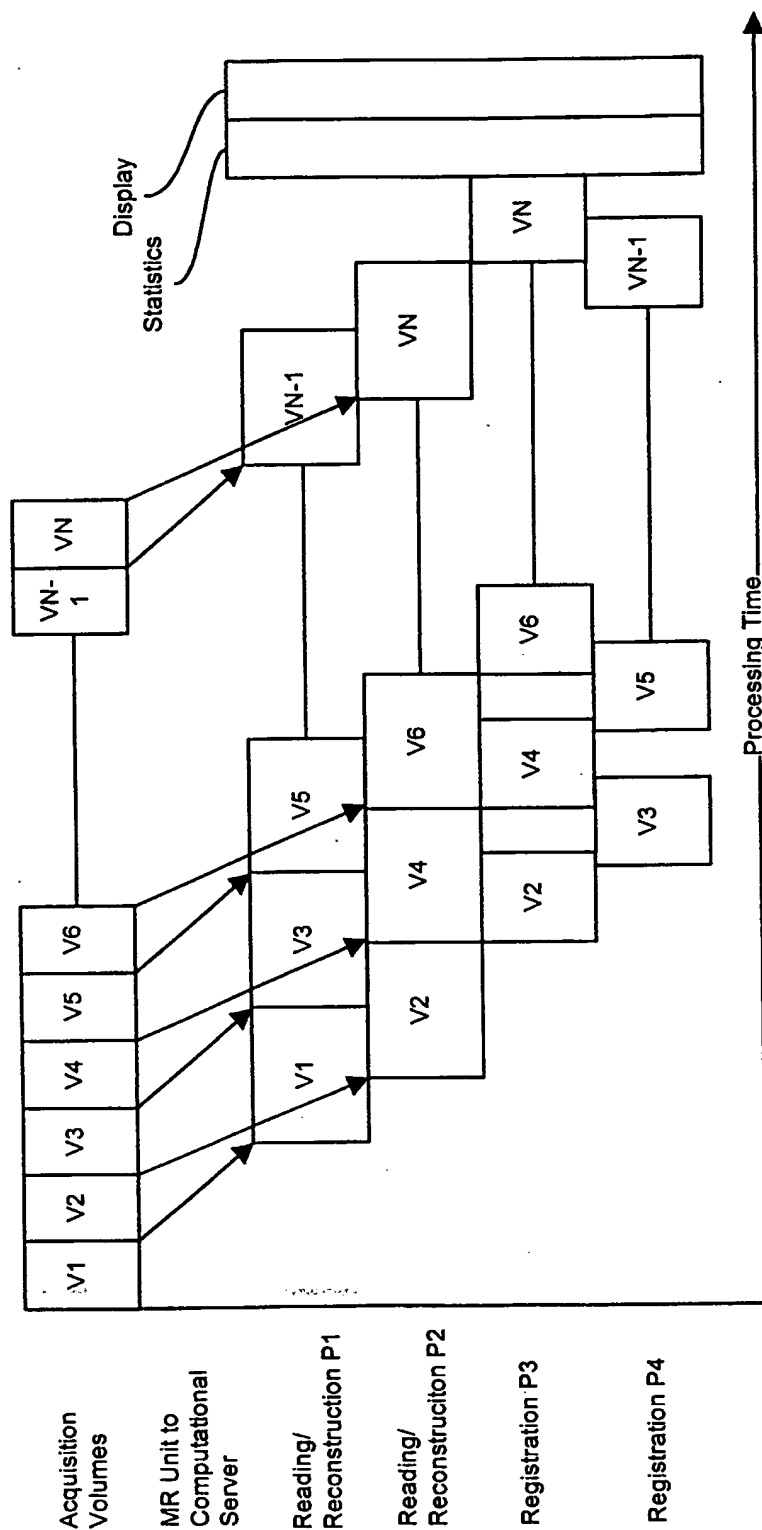 Display
Statistics
Acquisition
Volumes
V1
V2
V3
V4
V5
V6
VN-
1
VN
MR Unit to
Computational
Server
Reading/
Reconstruction P1
V1
V3
V5
VN-1
Reading/
Reconstruciton P2
V2
V4
V6
VN
Registration P3
V2
V4
V6
VN
Registration P4
V3
V5
VN-1
Processing Time